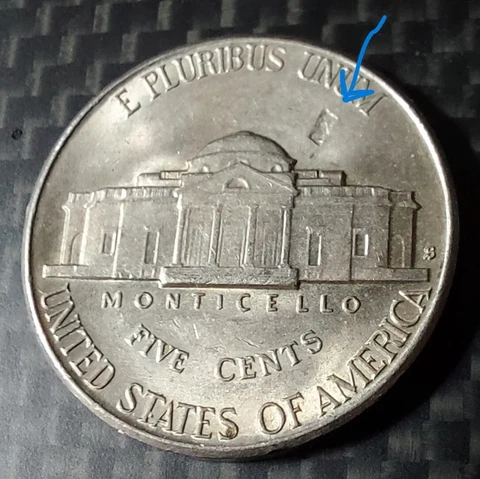 E PLURIBUS UNUM
MONTICELLO
FIVE CENTS
UNITED STATES OF AMERICA